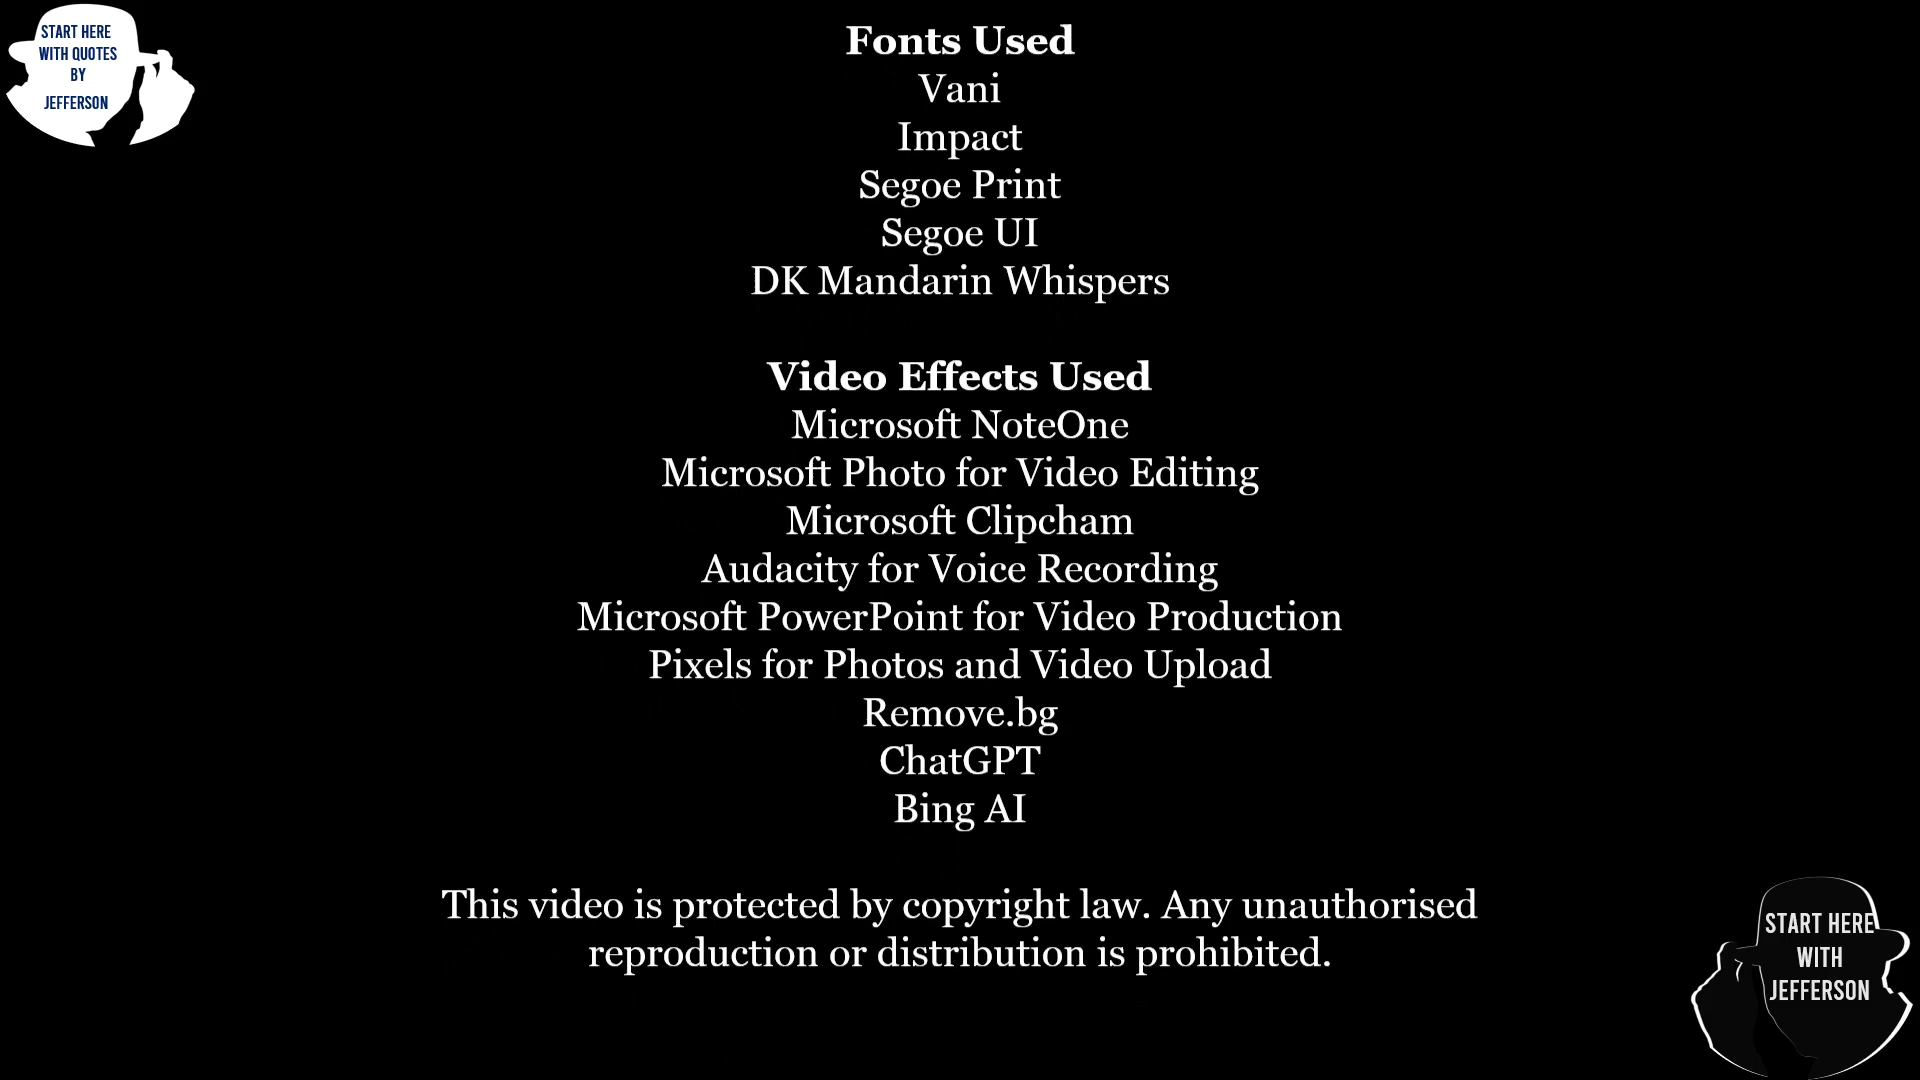 START HERE
WITH QUOTES
BY
JEFFERSON
Fonts Used
Vani
Impact
Segoe Print
Segoe UI
DK Mandarin Whispers
Video Effects Used
Microsoft NoteOne
Microsoft Photo for Video Editing
Microsoft Clipcham
Audacity for Voice Recording
Microsoft PowerPoint for Video Production
Pixels for Photos and Video Upload
Remove.bg
ChatGPT
Bing AI
This video is protected by copyright law. Any unauthorised
reproduction or distribution is prohibited.
START HERE
WITH
JEFFERSON